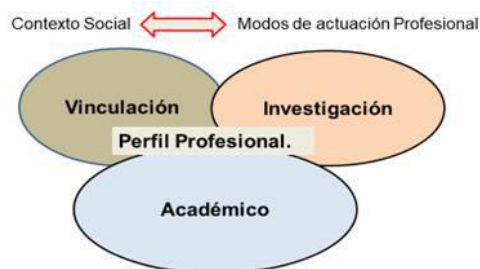 Contexto Social Modos de actuación Profesional
Vinculación Investigación
Perfil Profesional.
Académico